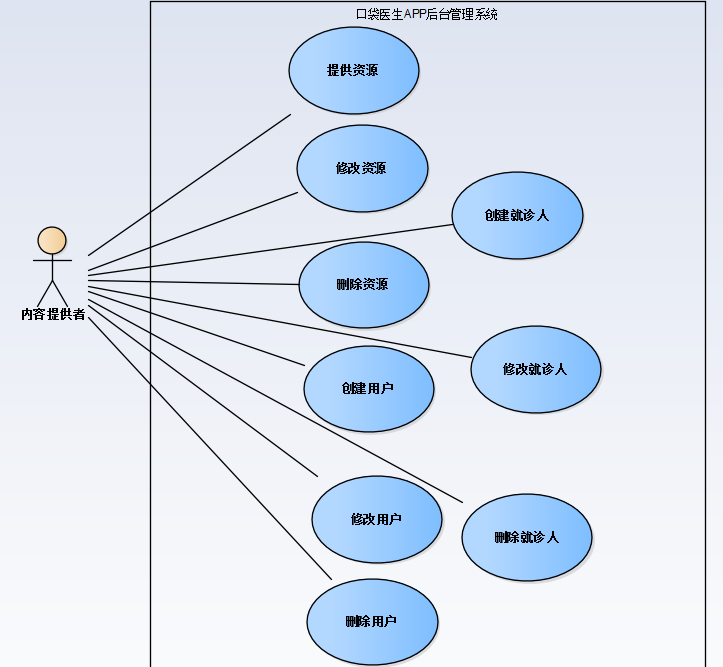 口袋医生APP后台管理系统
提供资源
修改资源
创建就诊人
删除资源
内容提供者
修改就诊人
创建用户
修改用户
删除就诊人
删除用户